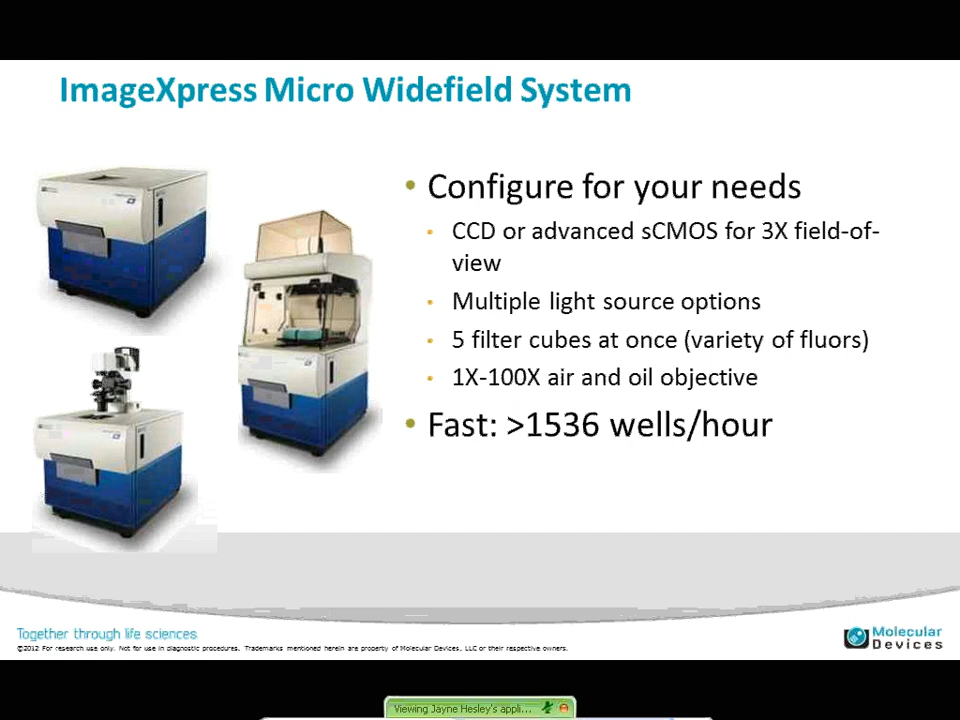 ImageXpress Micro Widefield System
• Configure for your needs
• CCD or advanced sCMOS for 3X field-of-
view
• Multiple light source options
• 5 filter cubes at once (variety of fluors)
• 1X-100X air and oil objective
• Fast: >1536 wells/hour
Together through life sciences.
©2012 For research use only. Not for use in diagnostic procedures. Trademarks mentioned herein are property of Molecular Devices, LLC or their respective owners.
Molecular
Devices
Viewing Jayne Hesley's appli...